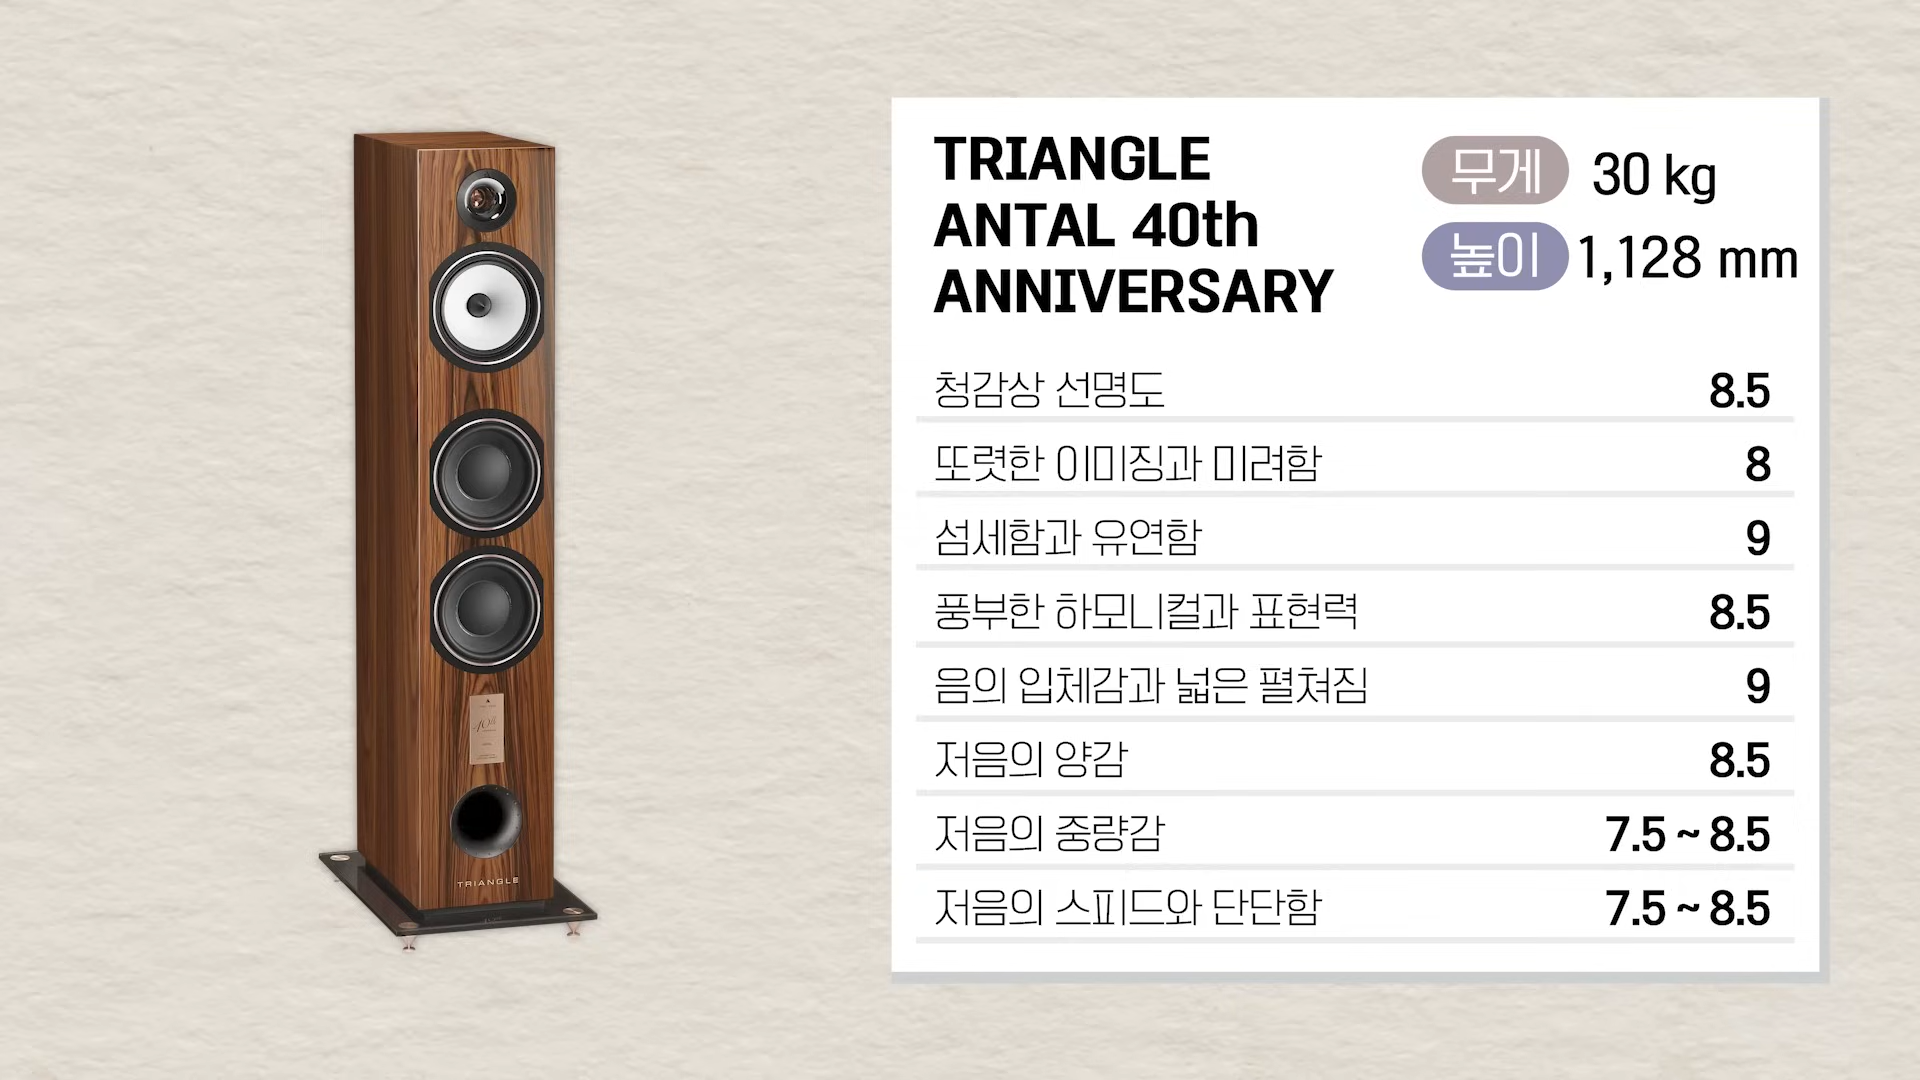 TRIANGLE
ANTAL 40th
ANNIVERSARY
무게 30 kg
높이 1,128 mm
청감상 선명도 8.5
또렷한 이미징과 미려함 8
섬세함과 유연함 9
풍부한 하모니컬과 표현력 8.5
음의 입체감과 넓은 펼쳐짐 9
저음의 양감 8.5
저음의 중량감 7.5 ~ 8.5
저음의 스피드와 단단함 7.5 ~ 8.5
40th
TRIANGLE